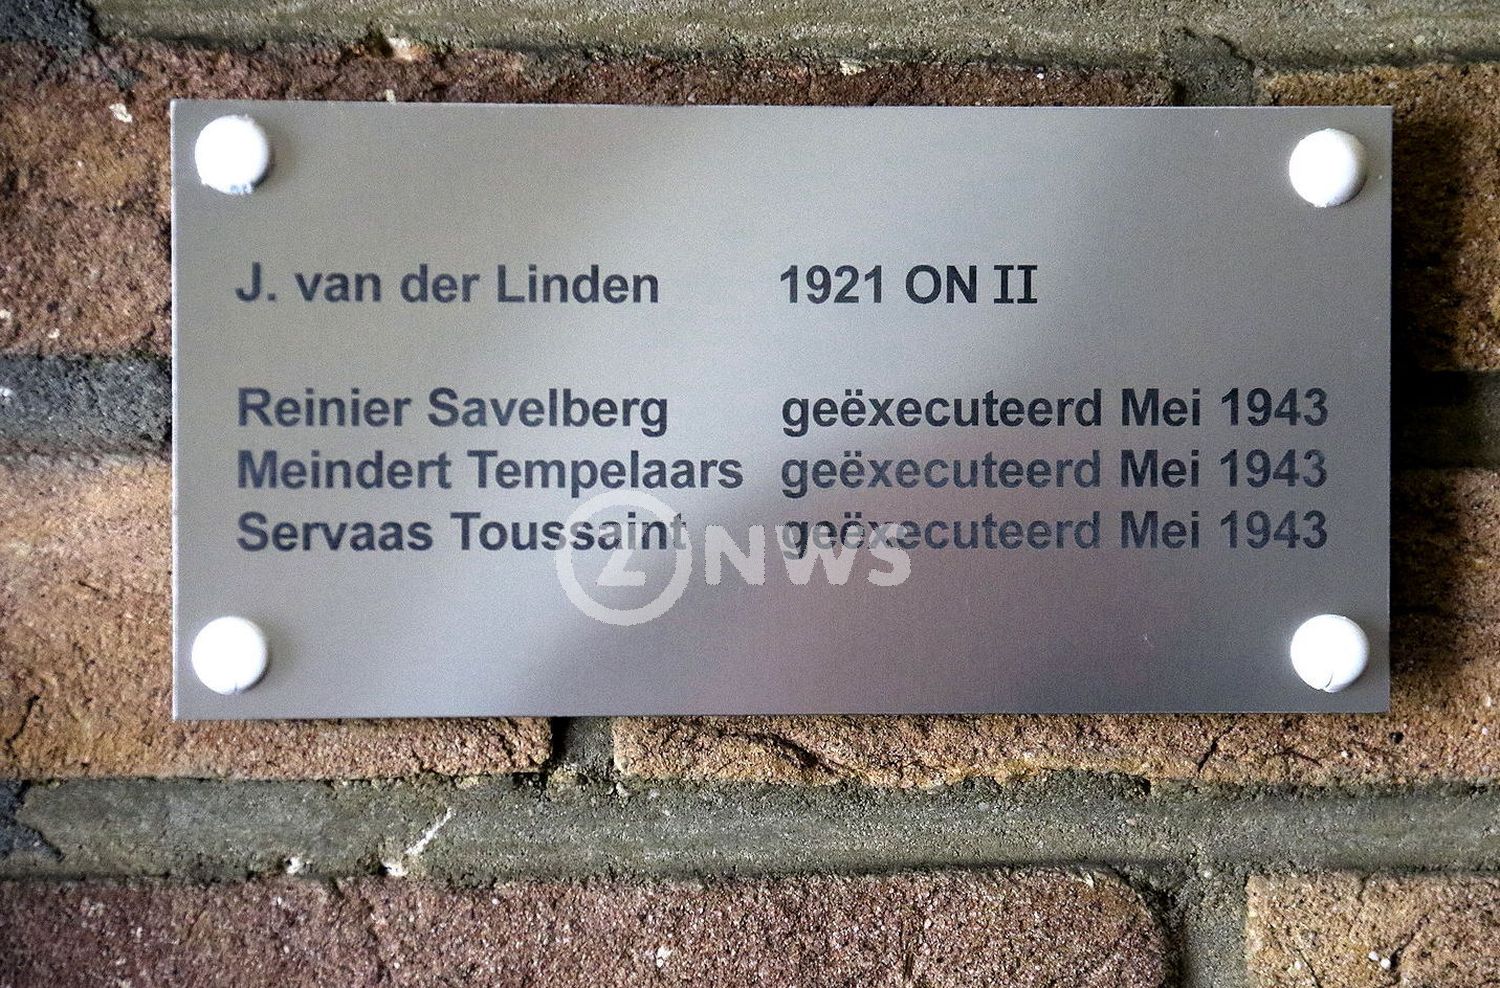 J. van der Linden 1921 ON II
Reinier Savelberg geëxecuteerd Mei 1943
Meindert Tempelaars geëxecuteerd Mei 1943
Servaas Toussaint geëxecuteerd Mei 1943
Z NWS